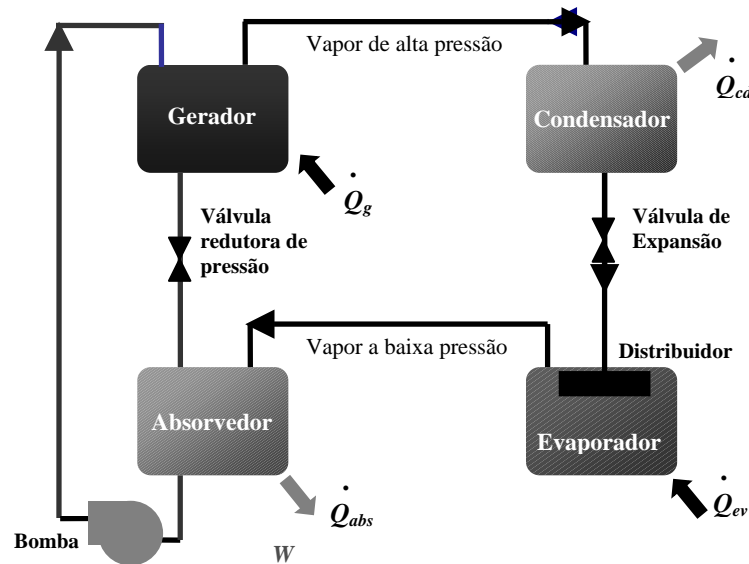 Vapor de alta pressão
Q̇cd
Gerador
Condensador
Q̇g
Válvula
redutora de
pressão
Válvula de
Expansão
Vapor a baixa pressão
Distribuidor
Absorvedor
Evaporador
Q̇abs
Q̇ev
Bomba
W